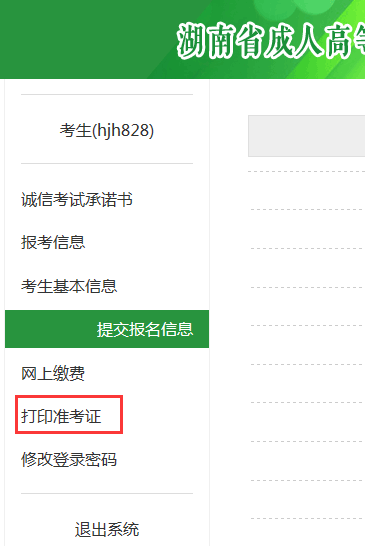 湖南省成人高等
考生(hjh828)
诚信考试承诺书
报考信息
考生基本信息
提交报名信息
网上缴费
打印准考证
修改登录密码
退出系统